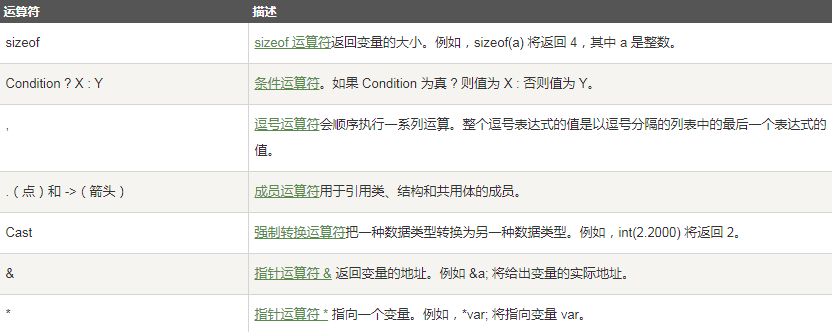 运算符 描述
sizeof sizeof 运算符返回变量的大小。例如，sizeof(a) 将返回 4，其中 a 是整数。
Condition ? X : Y 条件运算符。如果 Condition 为真 ? 则值为 X : 否则值为 Y。
, 逗号运算符会顺序执行一系列运算。整个逗号表达式的值是以逗号分隔的列表中的最后一个表达式的
值。
.（点）和 ->（箭头） 成员运算符用于引用类、结构和共用体的成员。
Cast 强制转换运算符把一种数据类型转换为另一种数据类型。例如，int(2.2000) 将返回 2。
& 指针运算符 & 返回变量的地址。例如 &a; 将给出变量的实际地址。
* 指针运算符 * 指向一个变量。例如，*var; 将指向变量 var。